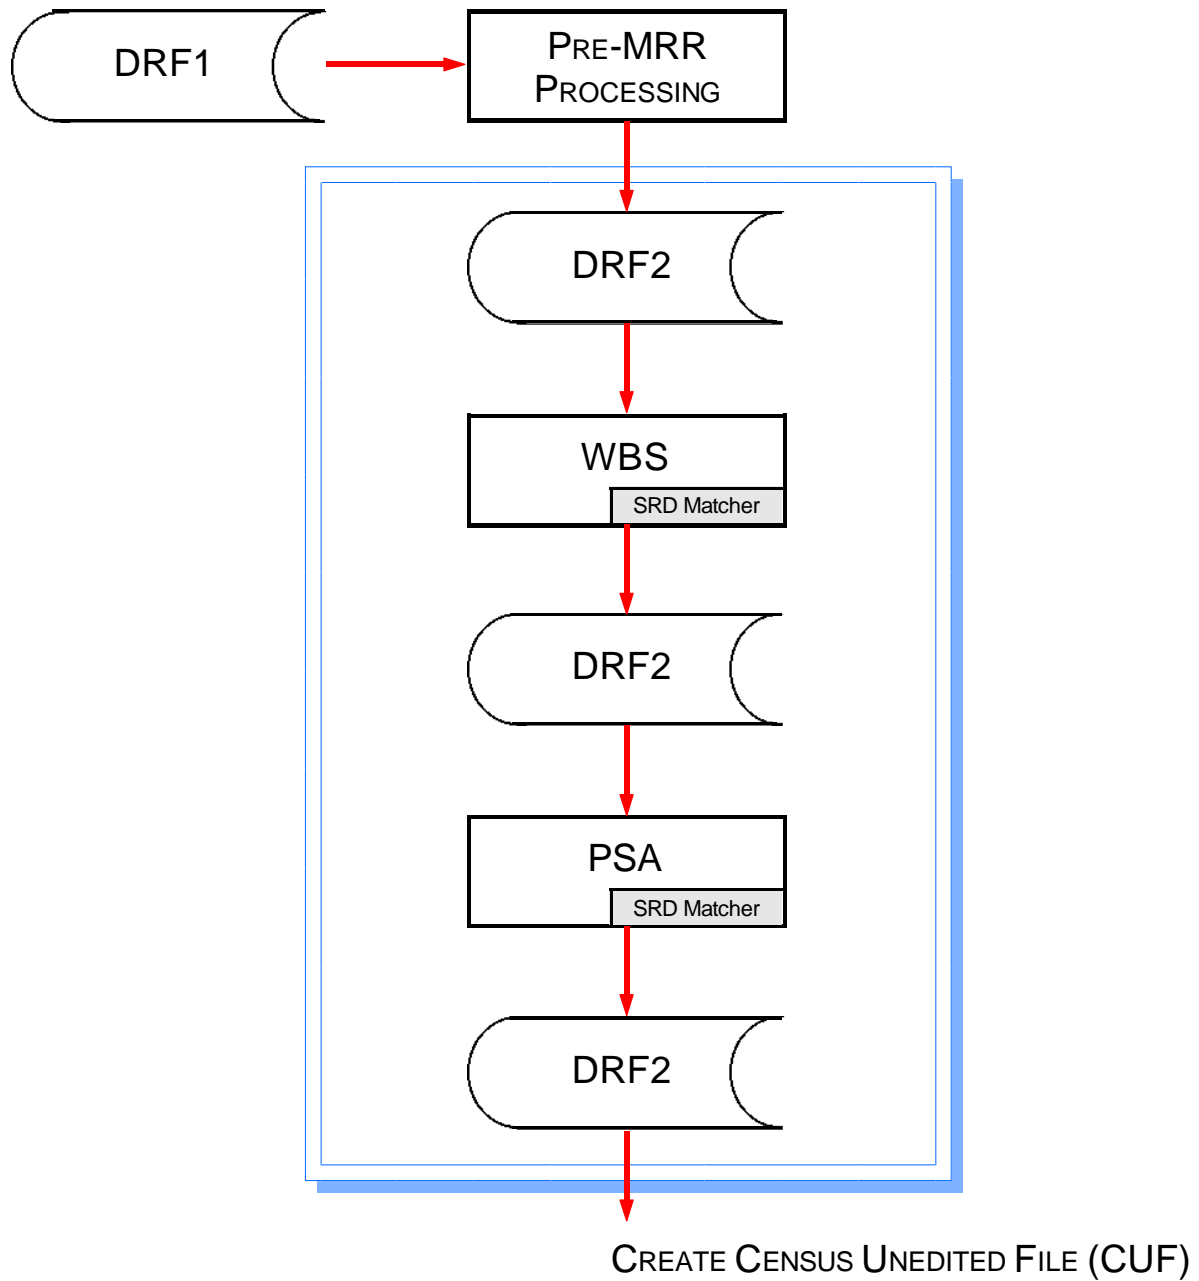 DRF1
PRE-MRR
PROCESSING
DRF2
WBS
SRD Matcher
DRF2
PSA
SRD Matcher
DRF2
CREATE CENSUS UNEDITED FILE (CUF)